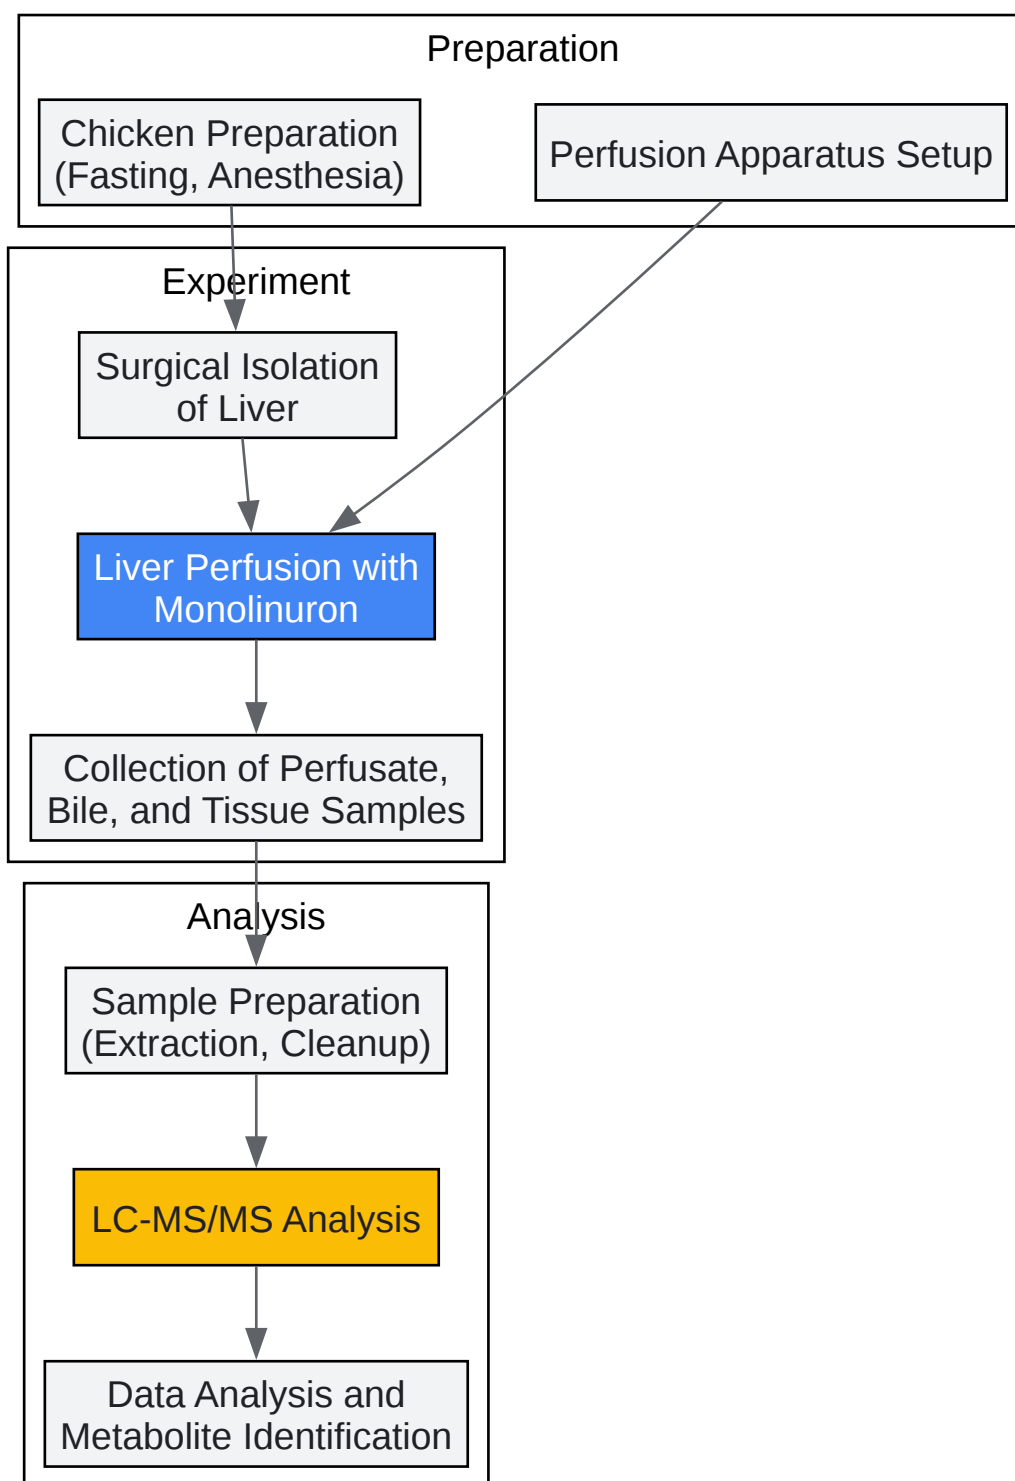 Preparation
Chicken Preparation
(Fasting, Anesthesia)
Perfusion Apparatus Setup
Experiment
Surgical Isolation
of Liver
Liver Perfusion with
Monolinuron
Collection of Perfusate,
Bile, and Tissue Samples
Analysis
Sample Preparation
(Extraction, Cleanup)
LC-MS/MS Analysis
Data Analysis and
Metabolite Identification